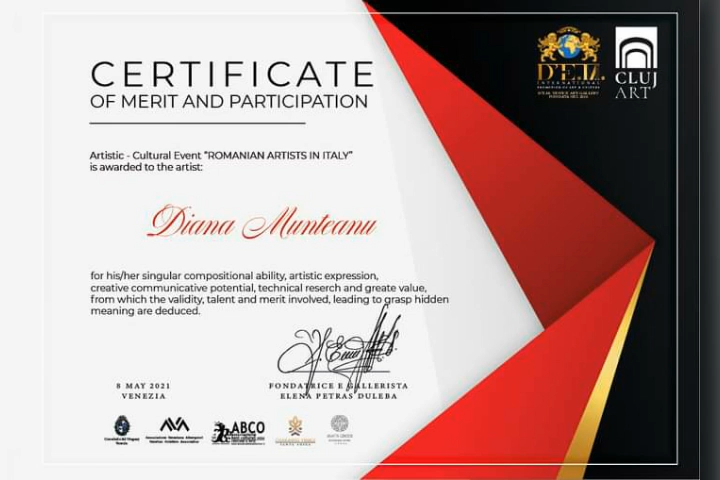 CERTIFICATE
OF MERIT AND PARTICIPATION
D'E.M.
INTERNATIONAL
CLUJ
ART
Artistic - Cultural Event “ROMANIAN ARTISTS IN ITALY”
is awarded to the artist:
Diana Munteanu
for his/her singular compositional ability, artistic expression,
creative communicative potential, technical reserch and greate value,
from which the validity, talent and merit involved, leading to grasp hidden
meaning are deduced.
8 MAY 2021
VENEZIA
FONDATRICE E GALLERISTA
ELENA PETRAS DULEBA
ABCO